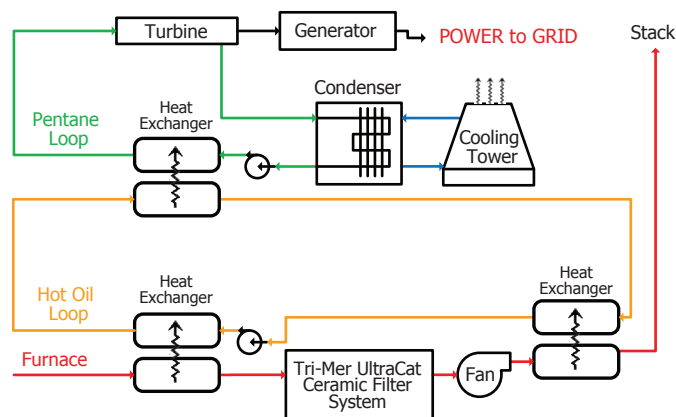 Turbine
Generator
POWER to GRID
Stack
Condenser
Heat
Exchanger
Pentane
Loop
Cooling
Tower
Heat
Exchanger
Hot Oil
Loop
Heat
Exchanger
Furnace
Tri-Mer UltraCat
Ceramic Filter
System
Fan